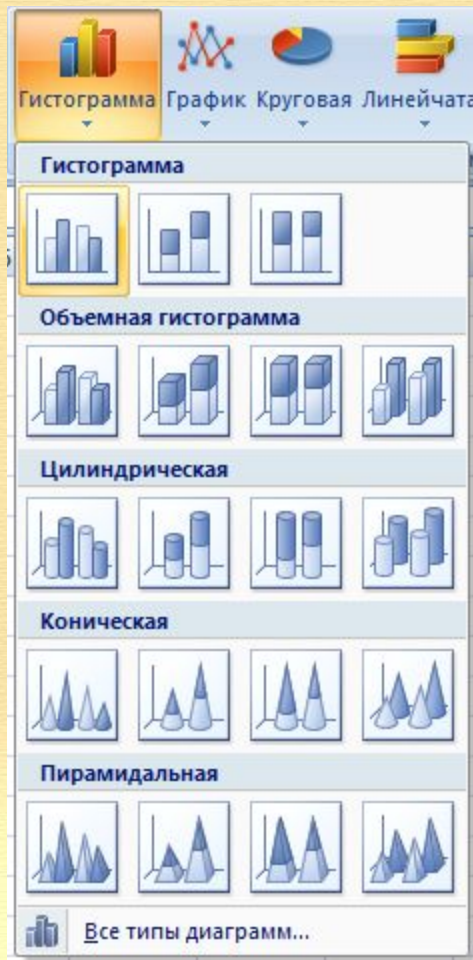 Гистограмма График Круговая Линейчата
Гистограмма
Объемная гистограмма
Цилиндрическая
Коническая
Пирамидальная
Все типы диаграмм...